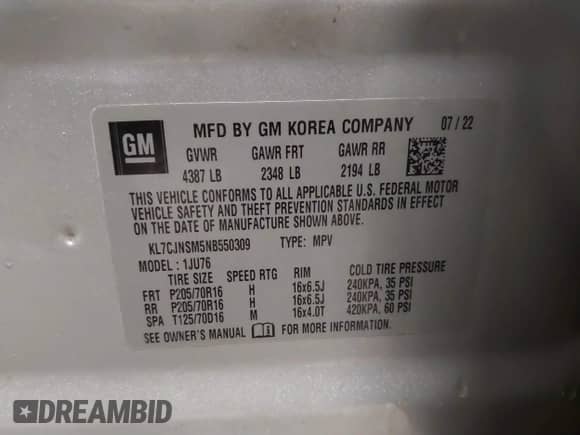 GM
MFD BY GM KOREA COMPANY 07 / 22
GVWR GAWR FRT GAWR RR
4387 LB 2348 LB 2194 LB
THIS VEHICLE CONFORMS TO ALL APPLICABLE U.S. FEDERAL MOTOR
VEHICLE SAFETY AND THEFT PREVENTION STANDARDS IN EFFECT
ON THE DATE OF MANUFACTURE SHOWN ABOVE.
KL7CJNSM5NB550309 TYPE: MPV
MODEL : 1JU76
TIRE SIZE SPEED RTG RIM COLD TIRE PRESSURE
FRT P205/70R16 H 16x6.5J 240KPA, 35 PSI
RR P205/70R16 H 16x6.5J 240KPA, 35 PSI
SPA T125/70D16 M 16x4.0T 420KPA, 60 PSI
SEE OWNER'S MANUAL FOR MORE INFORMATION.
DREAMBID